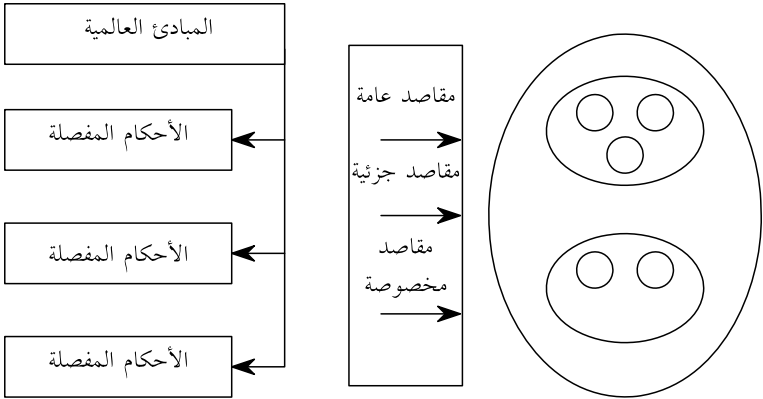 المبادئ العالمية
الأحكام المفصلة
الأحكام المفصلة
الأحكام المفصلة
مقاصد عامة
مقاصد جزئية
مقاصد
مخصوصة